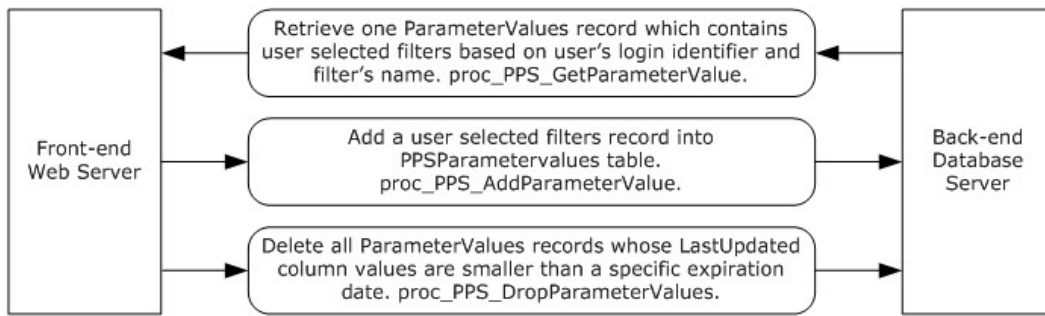 Retrieve one ParameterValues record which contains
user selected filters based on user's login identifier and
filter's name. proc_PPS_GetParameterValue.
Front-end
Web Server
Add a user selected filters record into
PPSParametervalues table.
proc_PPS_AddParameterValue.
Back-end
Database
Server
Delete all ParameterValues records whose LastUpdated
column values are smaller than a specific expiration
date. proc_PPS_DropParameterValues.